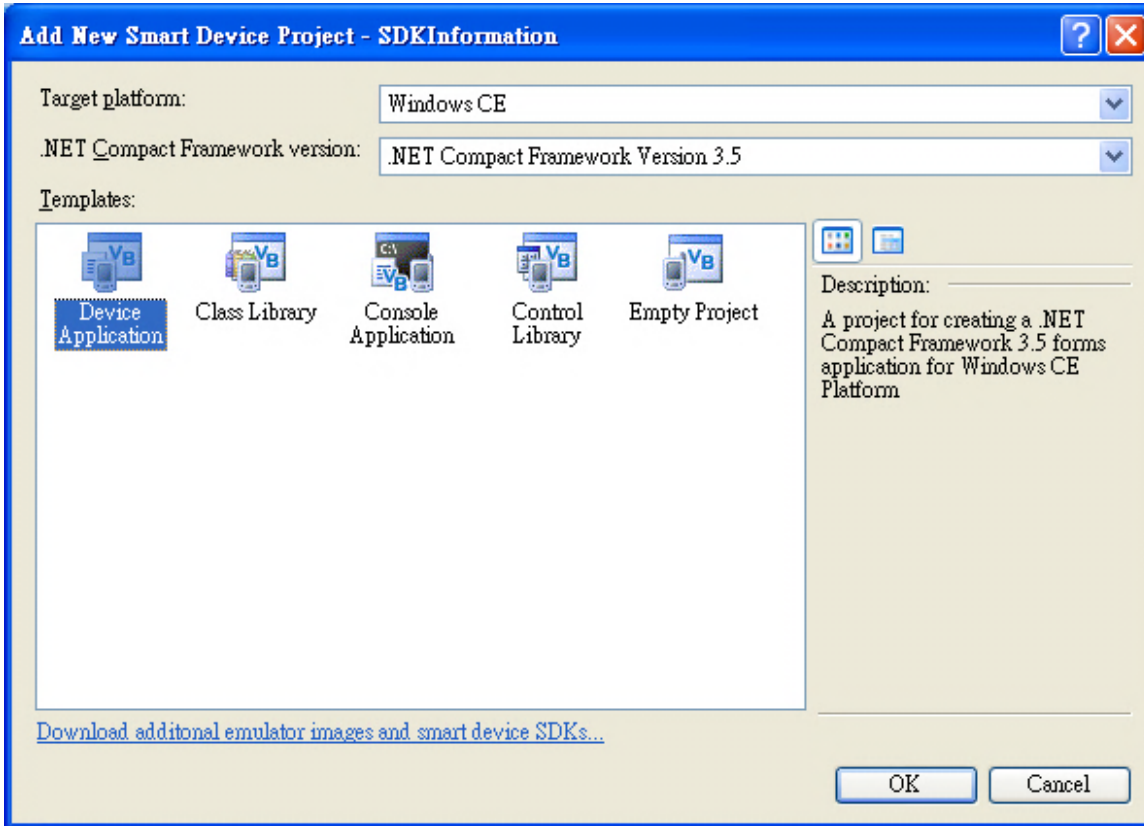 Add New Smart Device Project - SDKInformation
Target platform:
Windows CE
.NET Compact Framework version:
.NET Compact Framework Version 3.5
Templates:
Device
Application
Class Library
Console
Application
Control
Library
Empty Project
Description:
A project for creating a .NET
Compact Framework 3.5 forms
application for Windows CE
Platform
Download additonal emulator images and smart device SDKs...
OK
Cancel